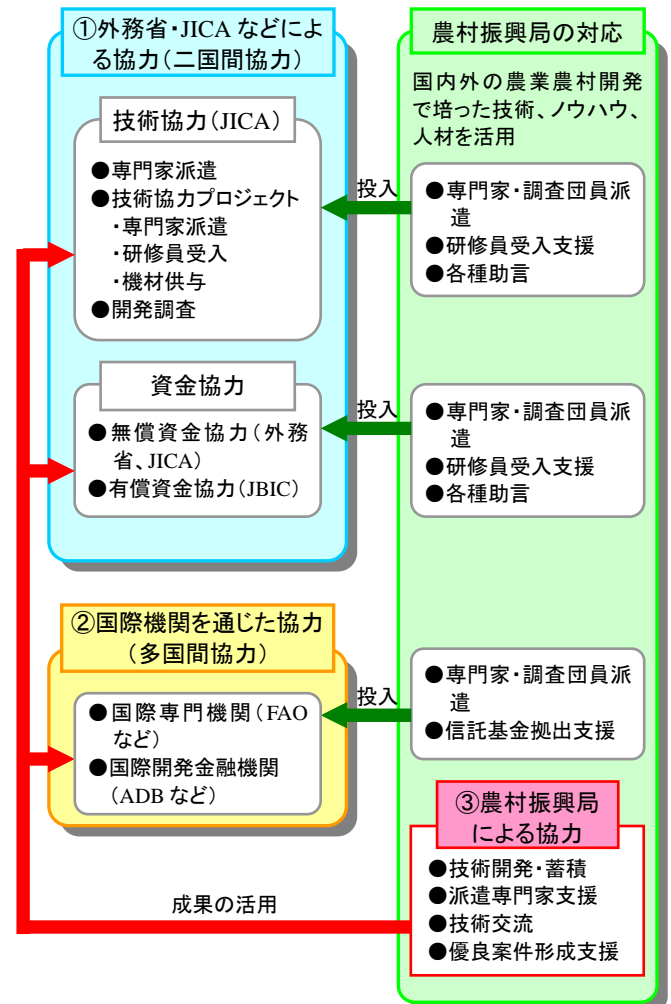 ①外務省・JICA などによ
る協力(二国間協力)
技術協力(JICA)
●専門家派遣
●技術協力プロジェクト
・専門家派遣
・研修員受入
・機材供与
●開発調査
資金協力
●無償資金協力(外務
省、JICA)
●有償資金協力(JBIC)
②国際機関を通じた協力
(多国間協力)
●国際専門機関(FAO
など)
●国際開発金融機関
(ADB など)
投入
投入
投入
農村振興局の対応
国内外の農業農村開発
で培った技術、ノウハウ、
人材を活用
●専門家・調査団員派
遣
●研修員受入支援
●各種助言
●専門家・調査団員派
遣
●研修員受入支援
●各種助言
●専門家・調査団員派
遣
●信託基金拠出支援
③農村振興局
による協力
●技術開発・蓄積
●派遣専門家支援
●技術交流
●優良案件形成支援
成果の活用